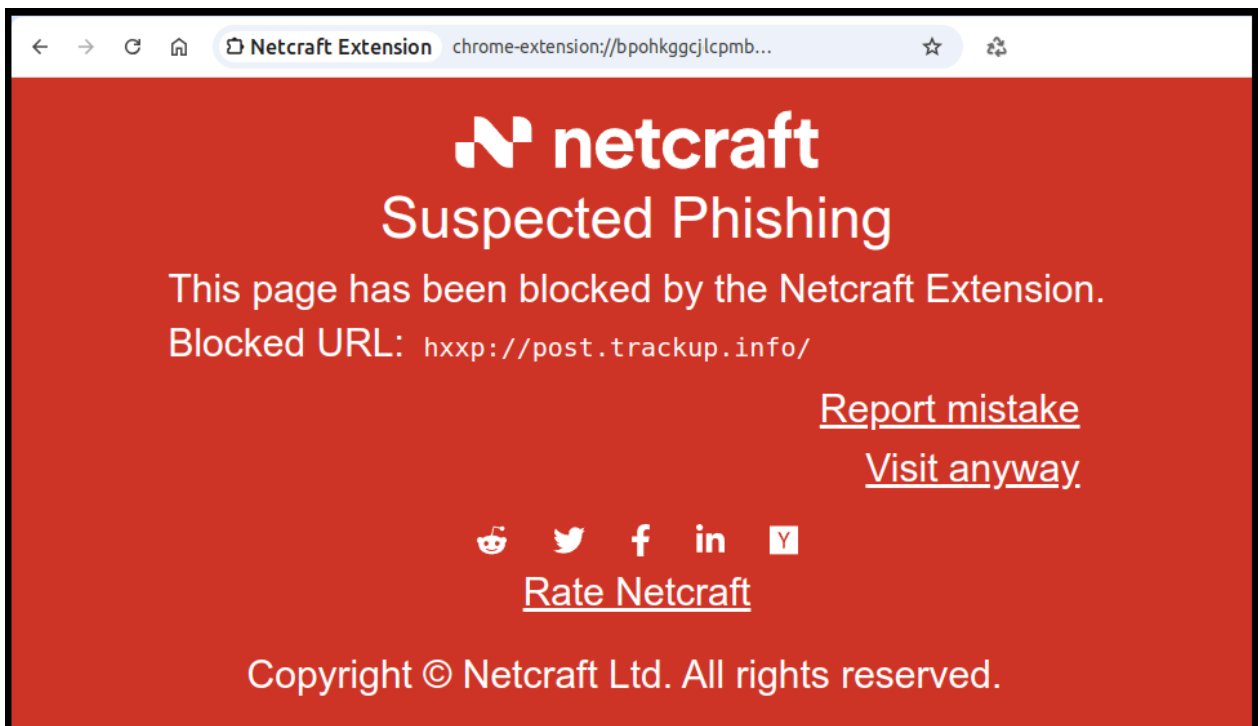 Netcraft Extension chrome-extension://bpohkggcjlcpmb...
netcraft
Suspected Phishing
This page has been blocked by the Netcraft Extension.
Blocked URL: hxxp://post.trackup.info/
Report mistake
Visit anyway
in Y
Rate Netcraft
Copyright © Netcraft Ltd. All rights reserved.